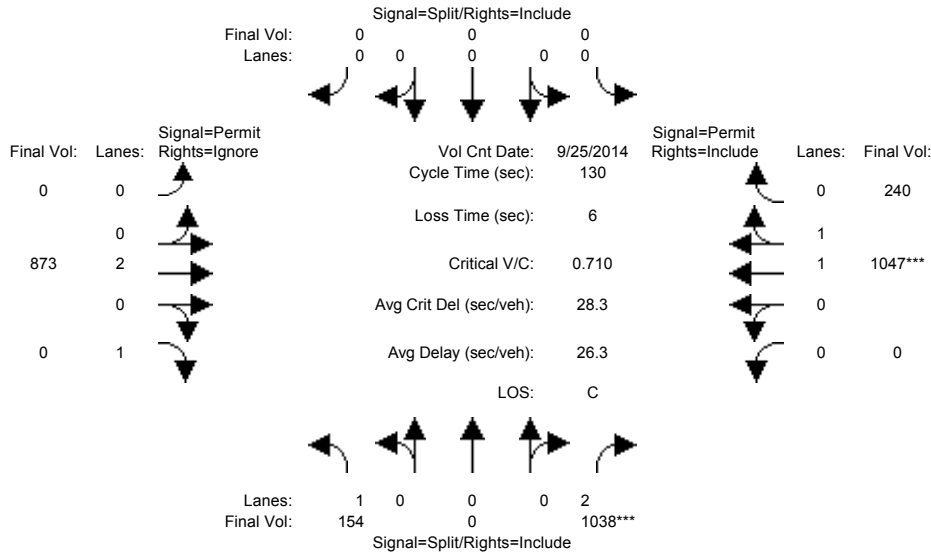 Signal=Split/Rights=Include
Final Vol: 0 0 0
Lanes: 0 0 0 0 0
Signal=Permit Signal=Permit
Final Vol: Lanes: Rights=Ignore Vol Cnt Date: 9/25/2014 Rights=Include Lanes: Final Vol:
Cycle Time (sec): 130
0 0 0 240
Loss Time (sec): 6
0 1
873 2 Critical V/C: 0.710 1 1047***
0 Avg Crit Del (sec/veh): 28.3 0
0 1 Avg Delay (sec/veh): 26.3 0 0
LOS: C
Lanes: 1 0 0 0 2
Final Vol: 154 0 1038***
Signal=Split/Rights=Include